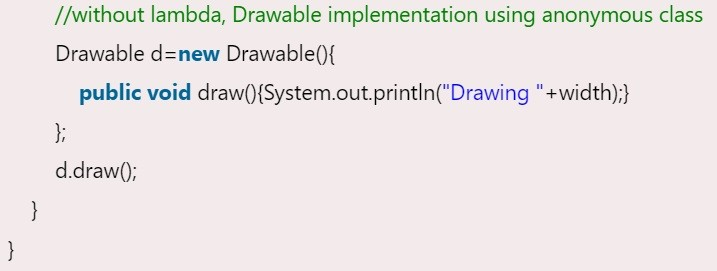 //without lambda, Drawable implementation using anonymous class
Drawable d=new Drawable(){
public void draw(){System.out.println("Drawing "+width);}
};
d.draw();
}
}